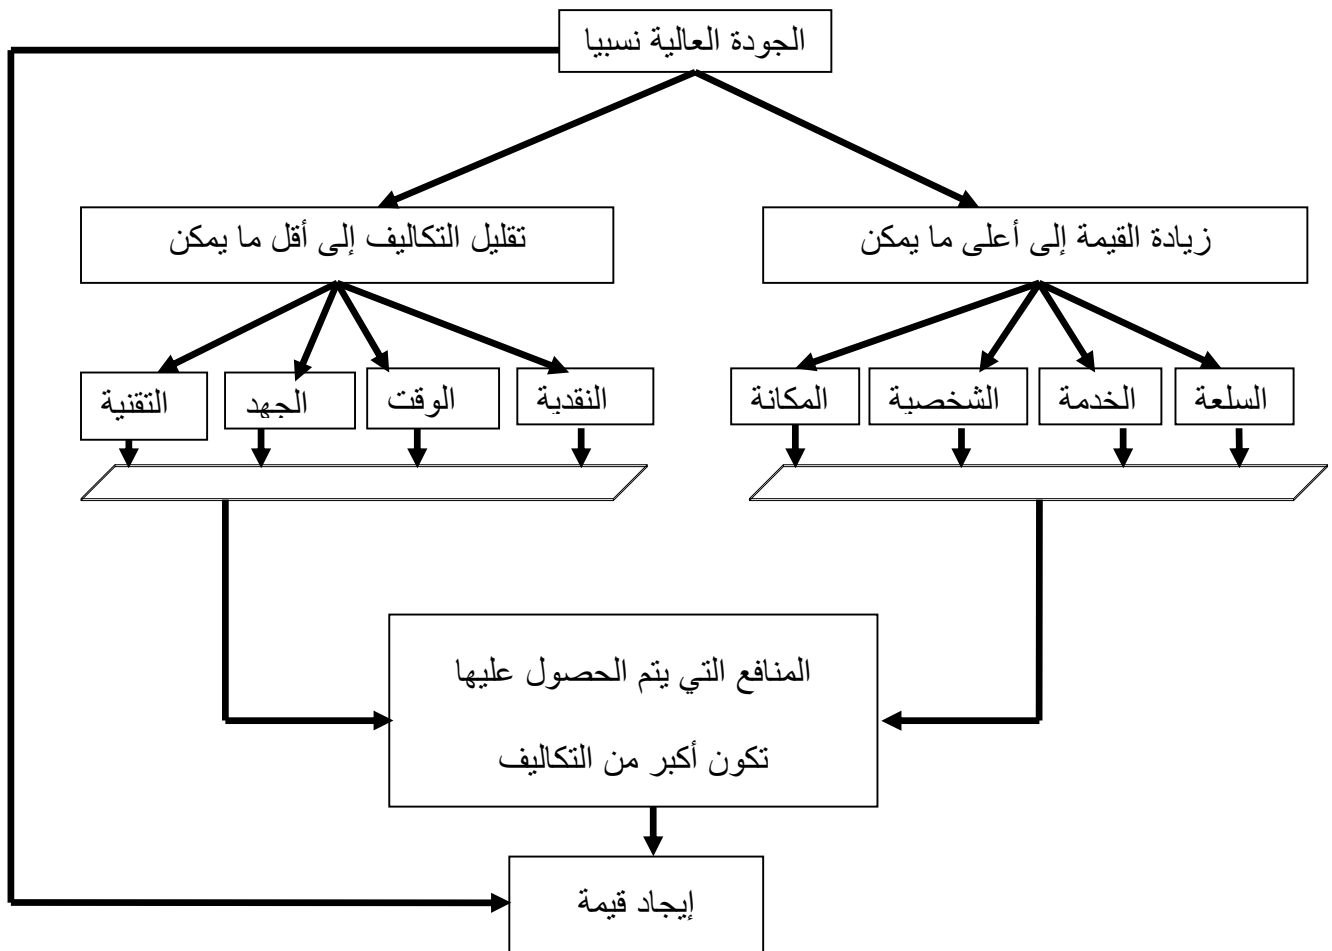 الجودة العالية نسبيا
زيادة القيمة إلى أعلى ما يمكن
تقليل التكاليف إلى أقل ما يمكن
السلعة
الخدمة
الشخصية
المكانة
النقدية
الوقت
الجهد
التقنية
المنافع التي يتم الحصول عليها
تكون أكبر من التكاليف
إيجاد قيمة